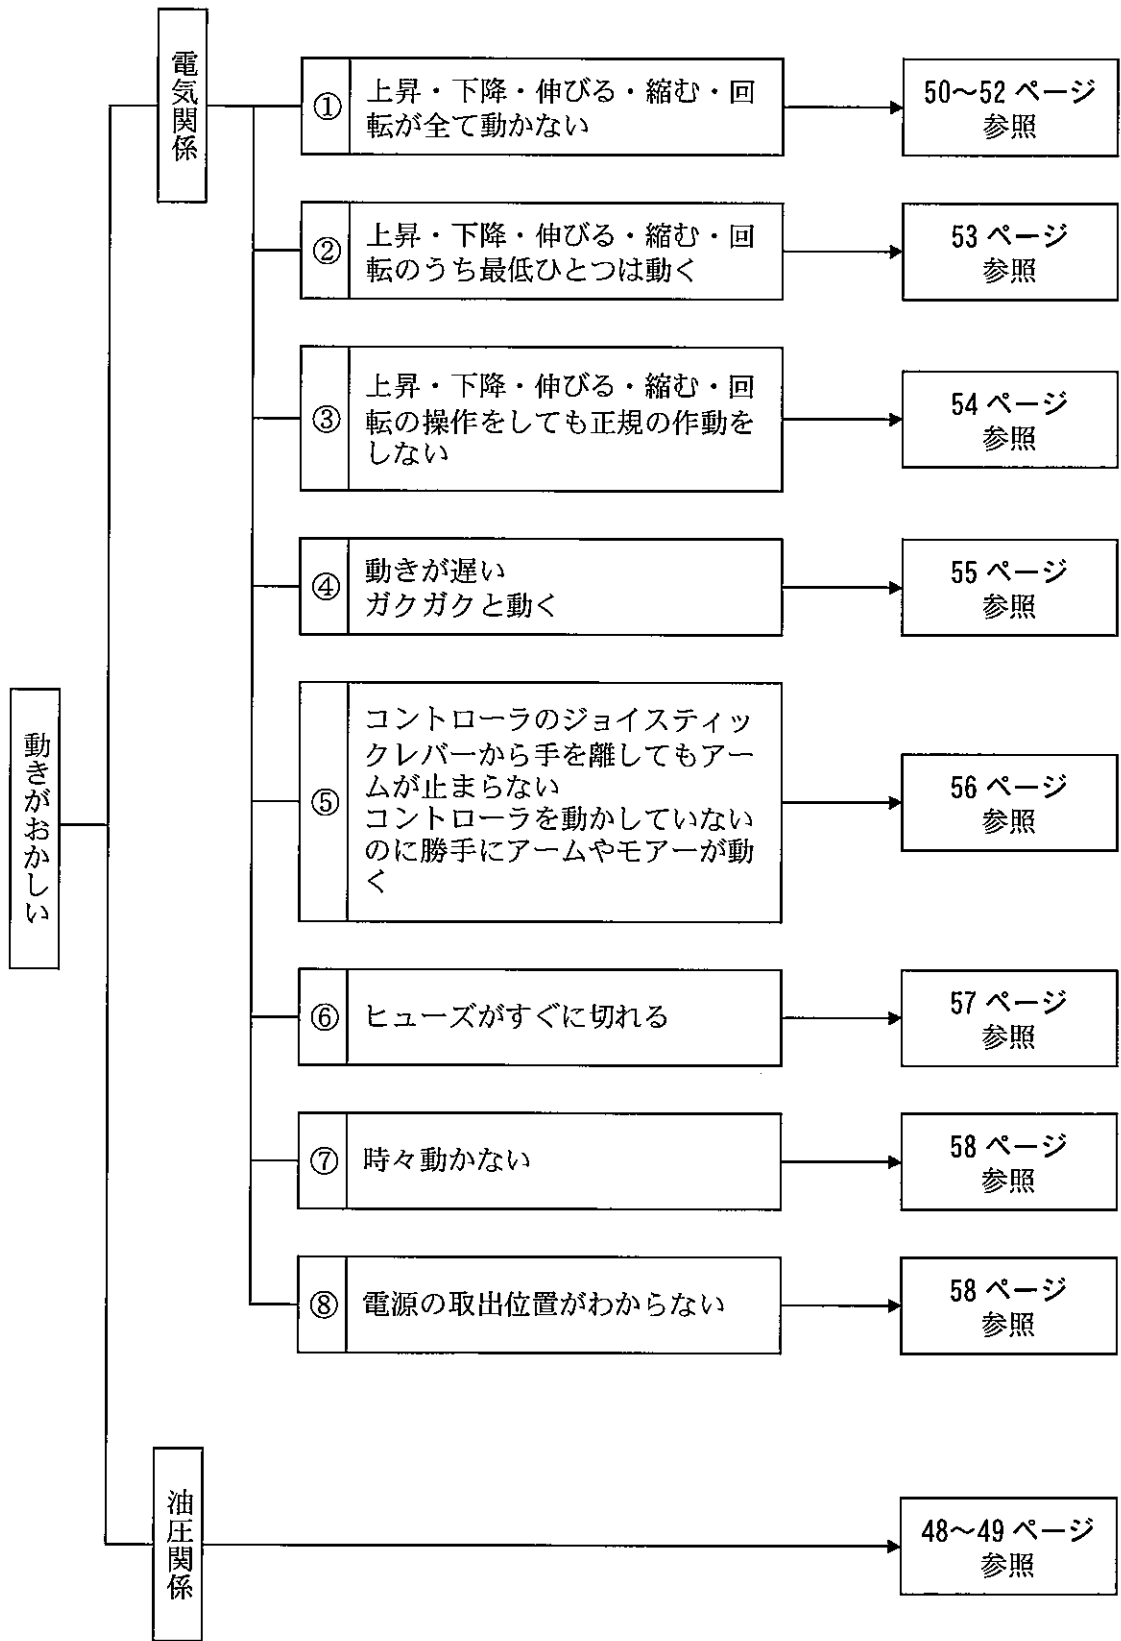 動きがおかしい
電気関係
①
上昇・下降・伸びる・縮む・回
転が全て動かない
50～52 ページ
参照
②
上昇・下降・伸びる・縮む・回
転のうち最低ひとつは動く
53 ページ
参照
③
上昇・下降・伸びる・縮む・回
転の操作をしても正規の作動を
しない
54 ページ
参照
④
動きが遅い
ガクガクと動く
55 ページ
参照
⑤
コントローラのジョイスティッ
クレバーから手を離してもアー
ムが止まらない
コントローラを動かしていない
のに勝手にアームやモアーが動
く
56 ページ
参照
⑥
ヒューズがすぐに切れる
57 ページ
参照
⑦
時々動かない
58 ページ
参照
⑧
電源の取出位置がわからない
58 ページ
参照
油圧関係
48～49 ページ
参照